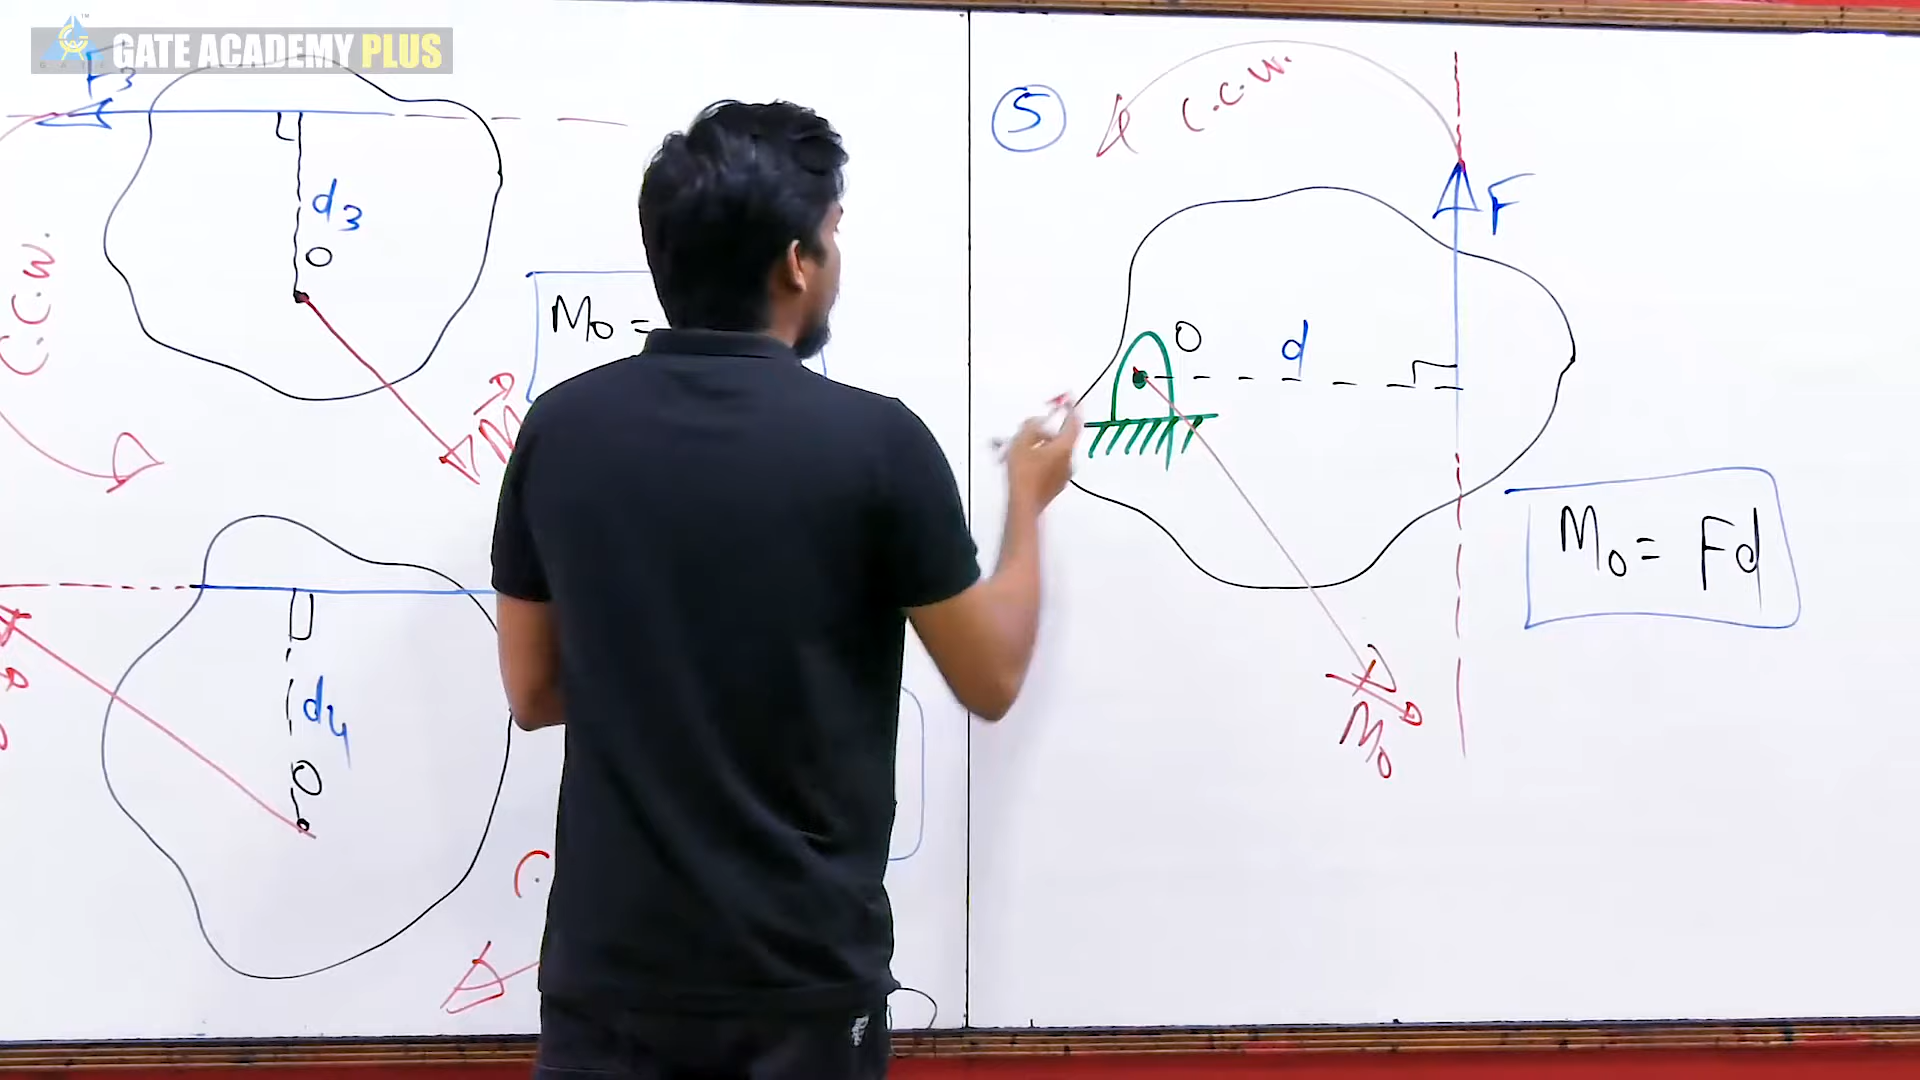 GATE ACADEMY PLUS
F3
d3
O
C.C.W.
Mo =
M
d4
O
C.
5
C.C.W.
F
O
d
Mo = Fd
Mo